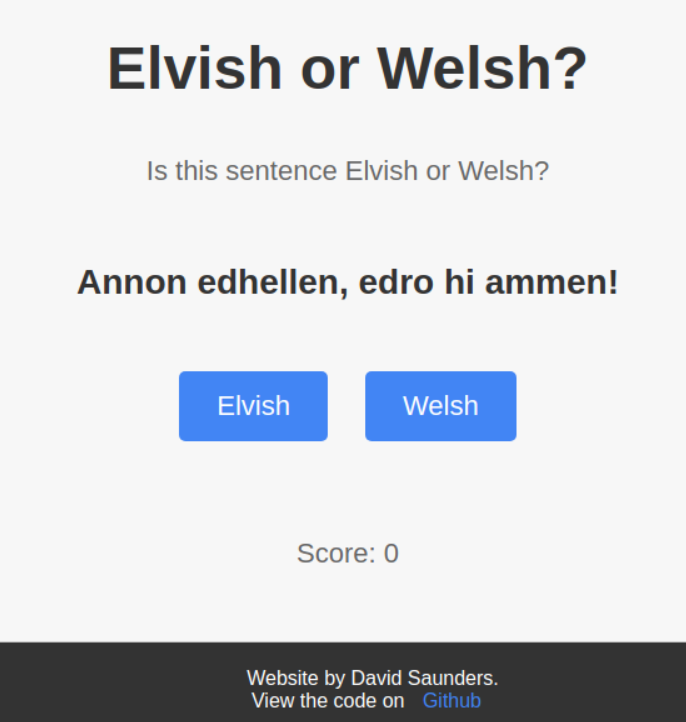 Elvish or Welsh?
Is this sentence Elvish or Welsh?
Annon edhellen, edro hi ammen!
Elvish
Welsh
Score: 0
Website by David Saunders.
View the code on Github